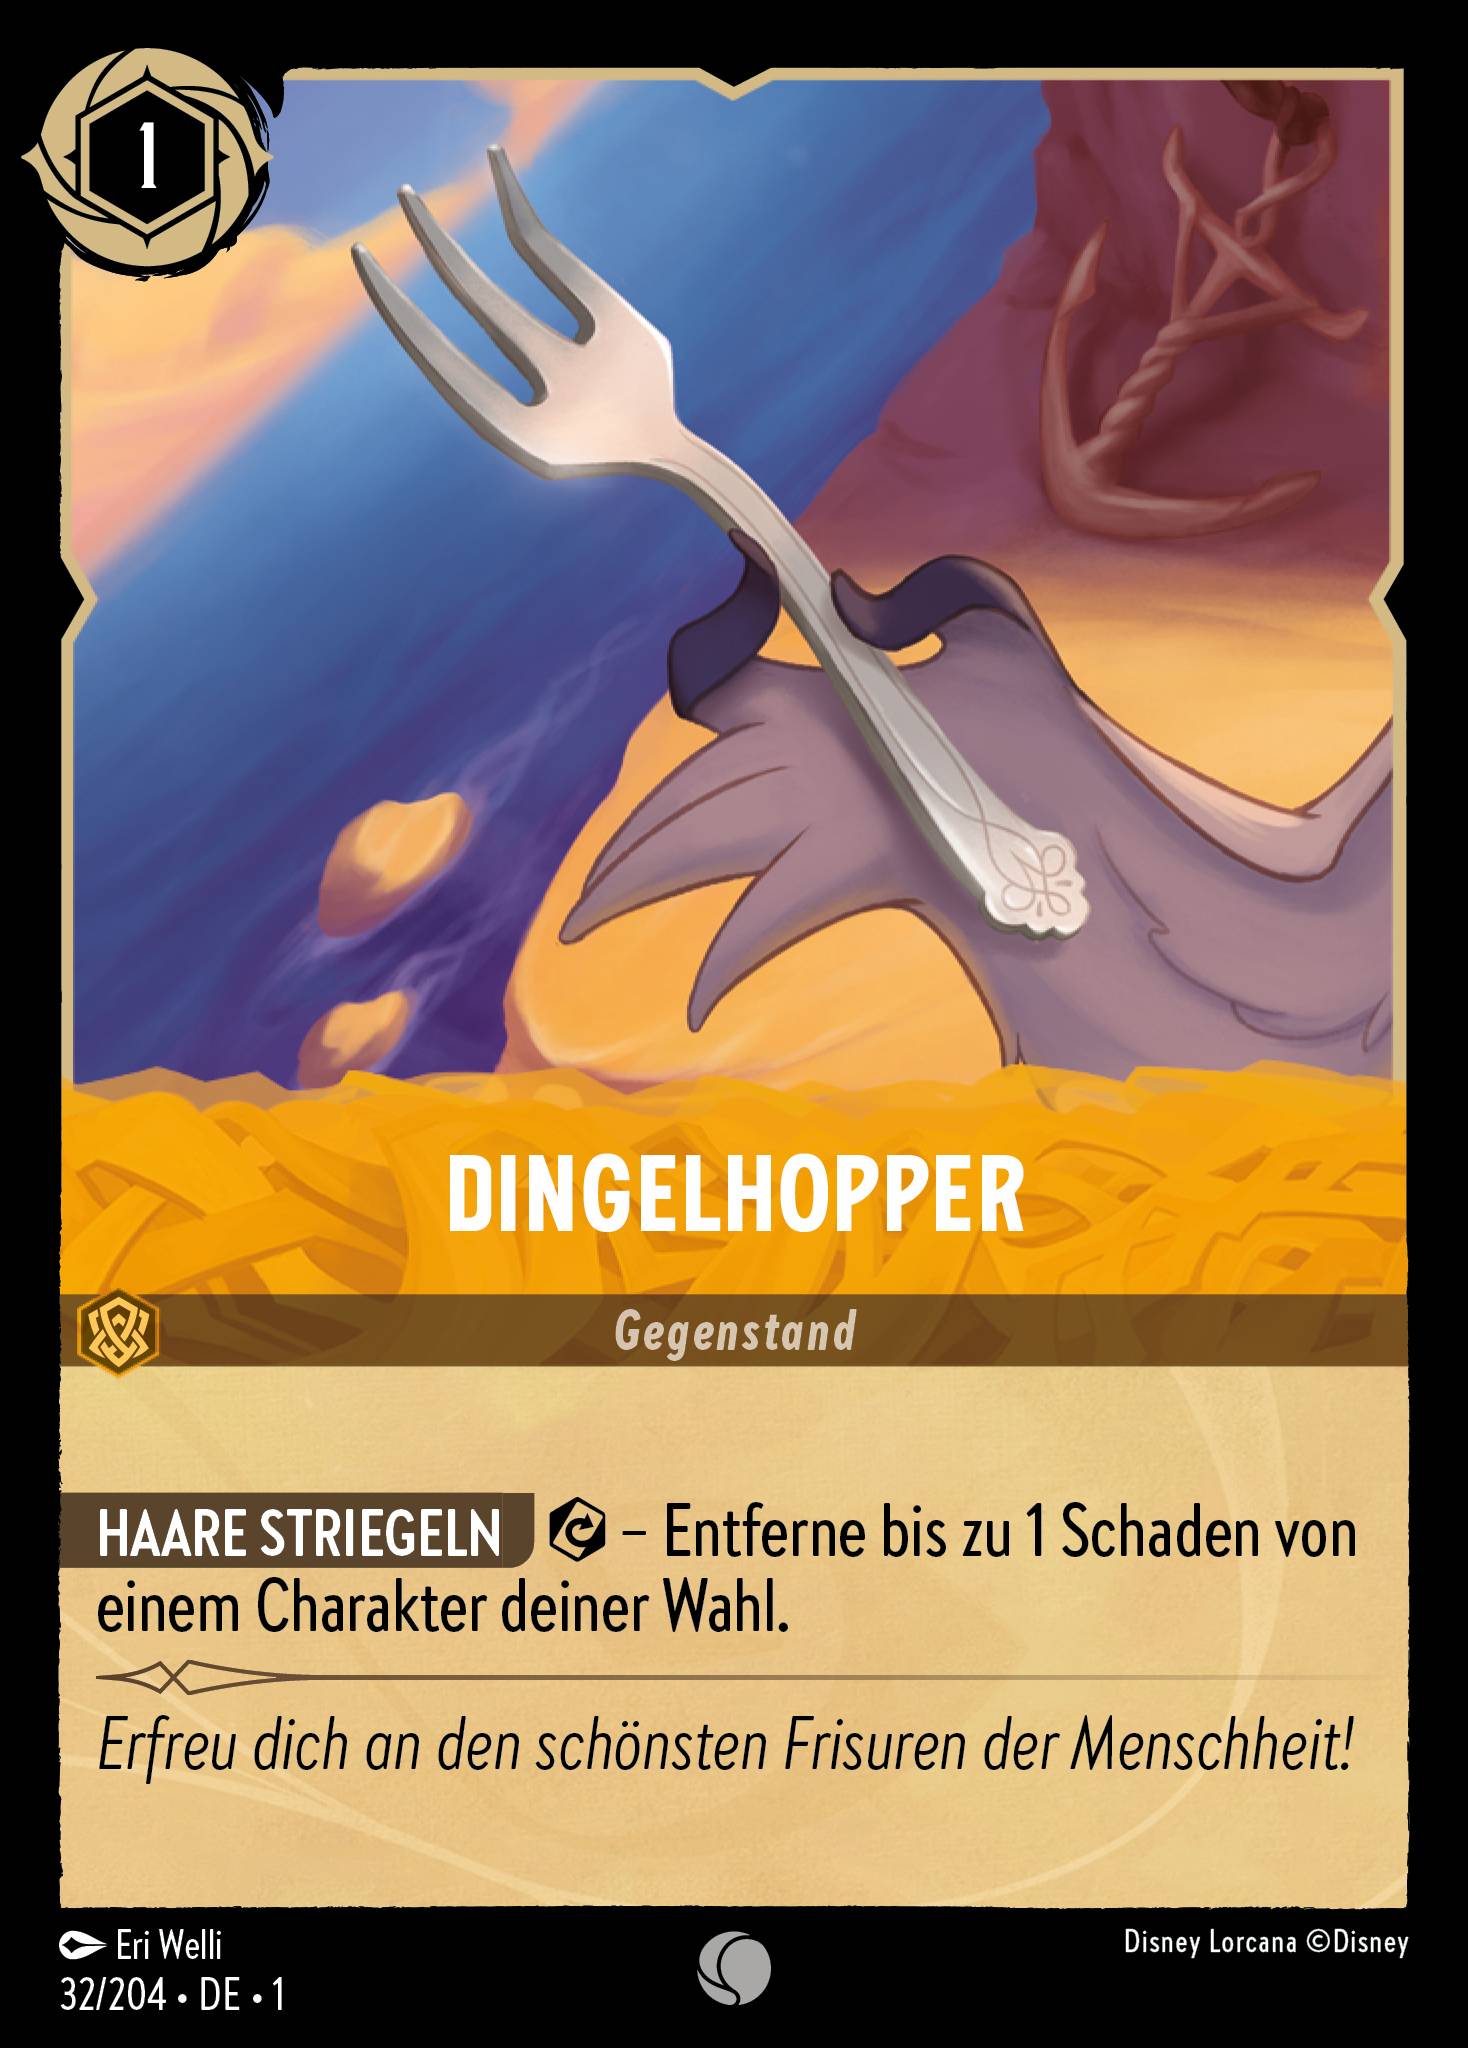 1
DINGELHOPPER
Gegenstand
HAARE STRIEGELN – Entferne bis zu 1 Schaden von
einem Charakter deiner Wahl.
Erfreu dich an den schönsten Frisuren der Menschheit!
Eri Welli
Disney Lorcana ©Disney
32/204 • DE • 1